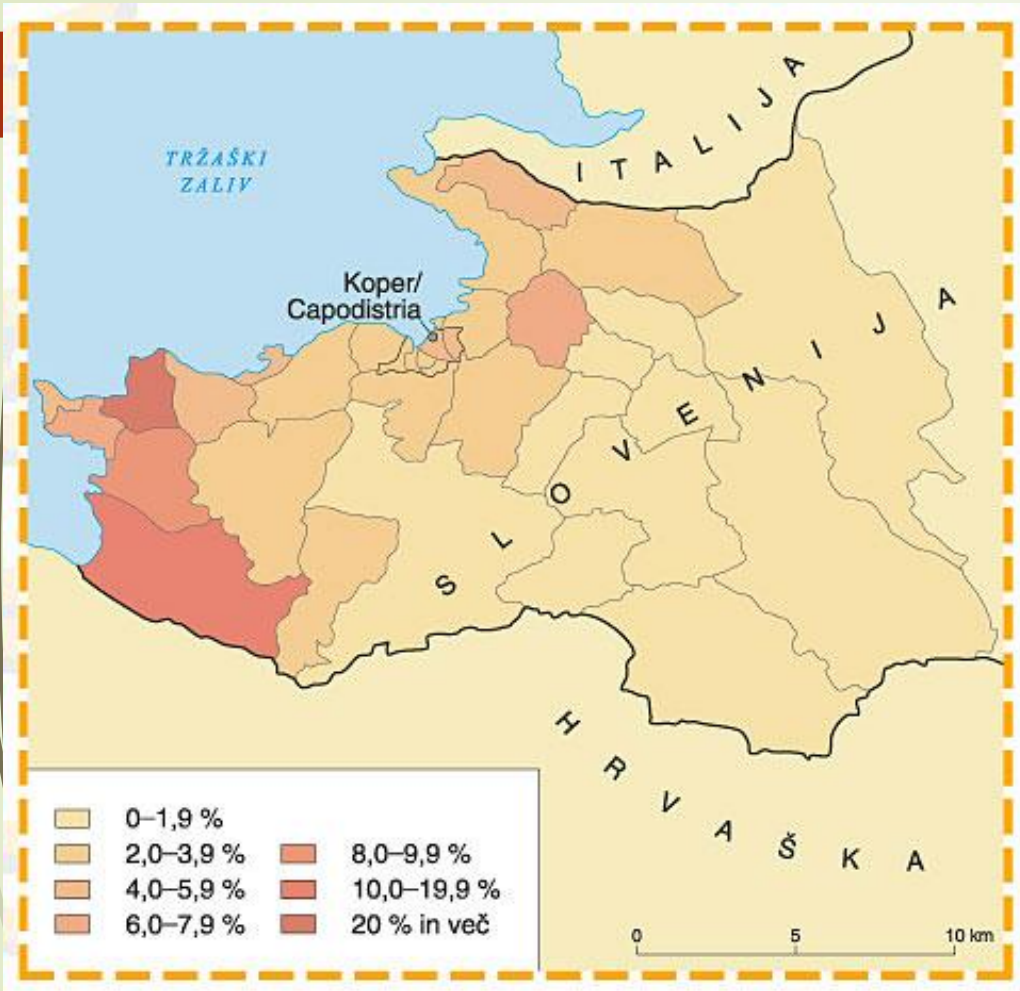 ITALIJA
TRŽAŠKI
ZALIV
Koper/
Capodistria
SLOVENIJA
HRVAŠKA
0–1,9 %
2,0–3,9 %
4,0–5,9 %
6,0–7,9 %
8,0–9,9 %
10,0–19,9 %
20 % in več
0 5 10 km